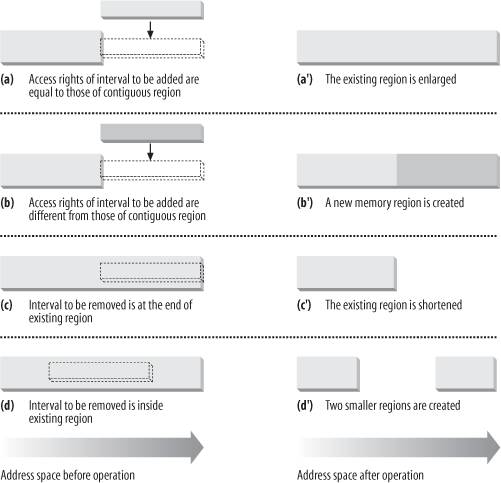 (a) Access rights of interval to be added are
equal to those of contiguous region
(a') The existing region is enlarged
(b) Access rights of interval to be added are
different from those of contiguous region
(b') A new memory region is created
(c) Interval to be removed is at the end of
existing region
(c') The existing region is shortened
(d) Interval to be removed is inside
existing region
(d') Two smaller regions are created
Address space before operation
Address space after operation